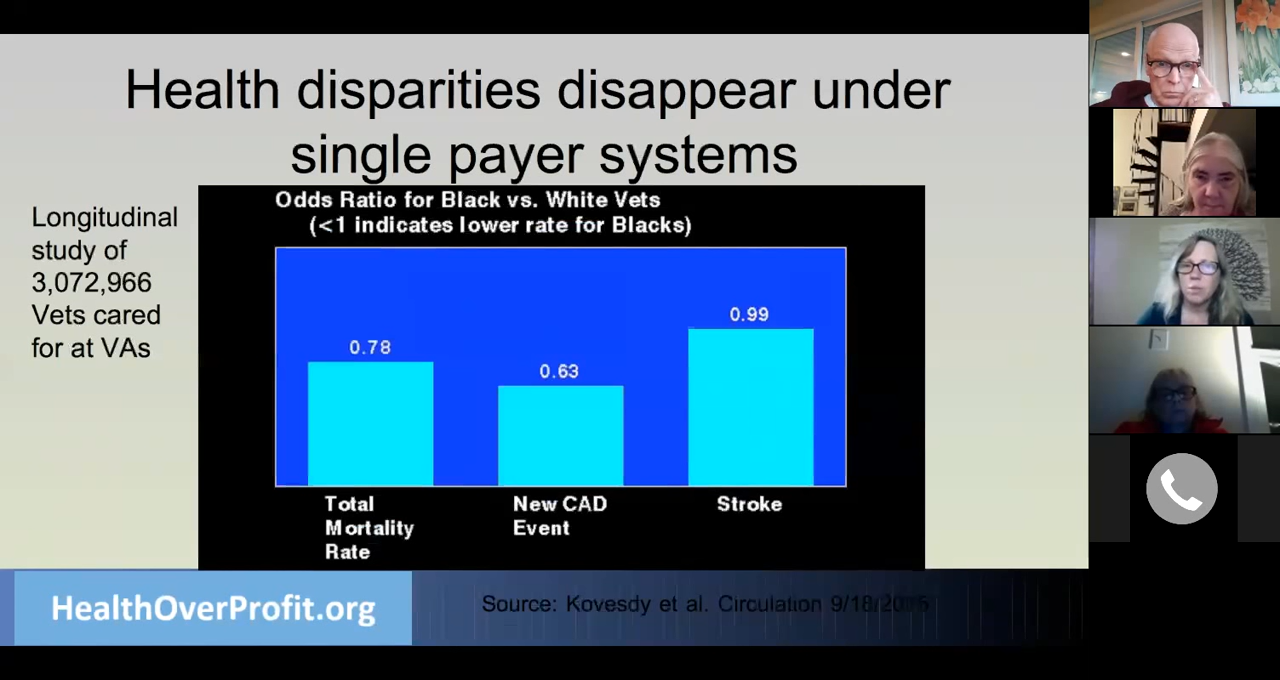 Health disparities disappear under
single payer systems
Longitudinal
study of
3,072,966
Vets cared
for at VAs
Odds Ratio for Black vs. White Vets
(<1 indicates lower rate for Blacks)
0.78
0.63
0.99
Total
Mortality
Rate
New CAD
Event
Stroke
HealthOverProfit.org
Source: Kovesdy et al. Circulation